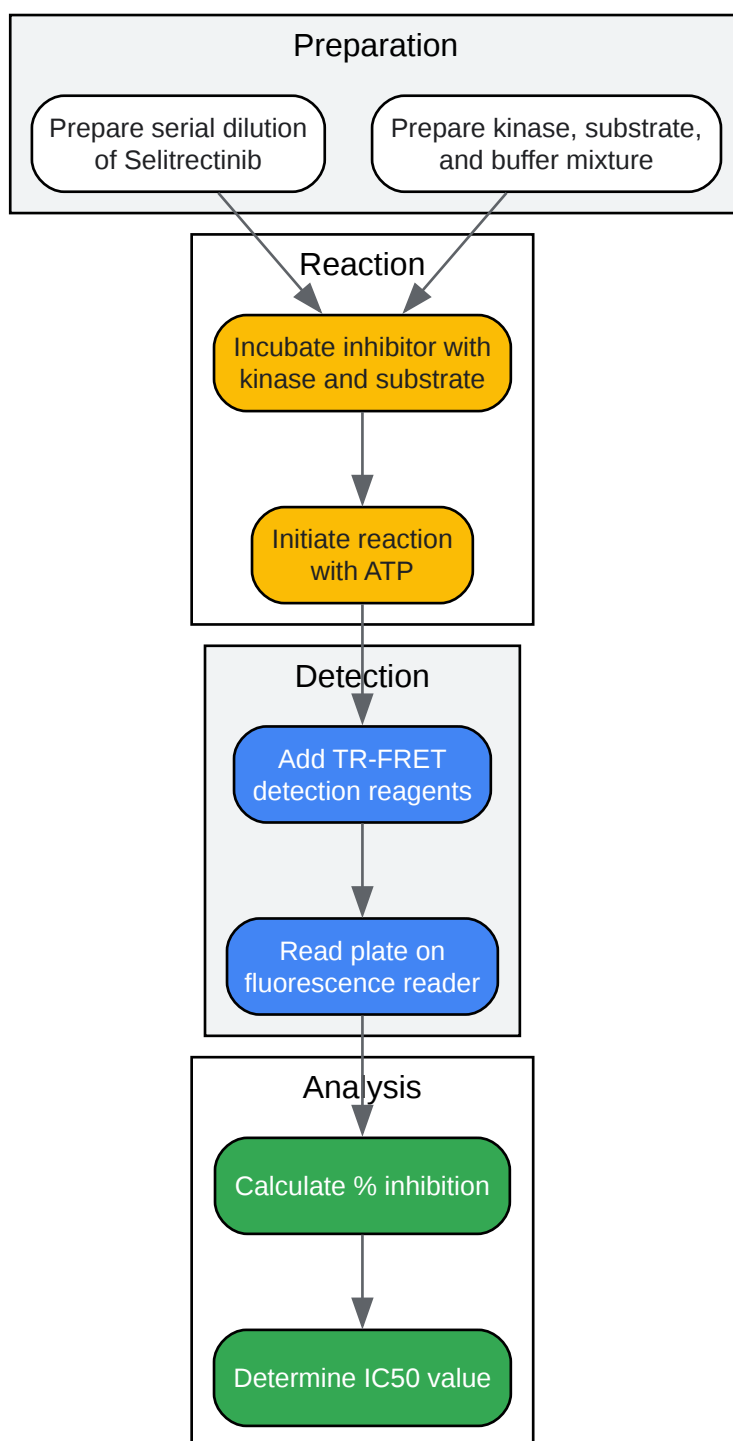 Preparation
Prepare serial dilution
of Selitrectinib
Prepare kinase, substrate,
and buffer mixture
Reaction
Incubate inhibitor with
kinase and substrate
Initiate reaction
with ATP
Detection
Add TR-FRET
detection reagents
Read plate on
fluorescence reader
Analysis
Calculate % inhibition
Determine IC50 value